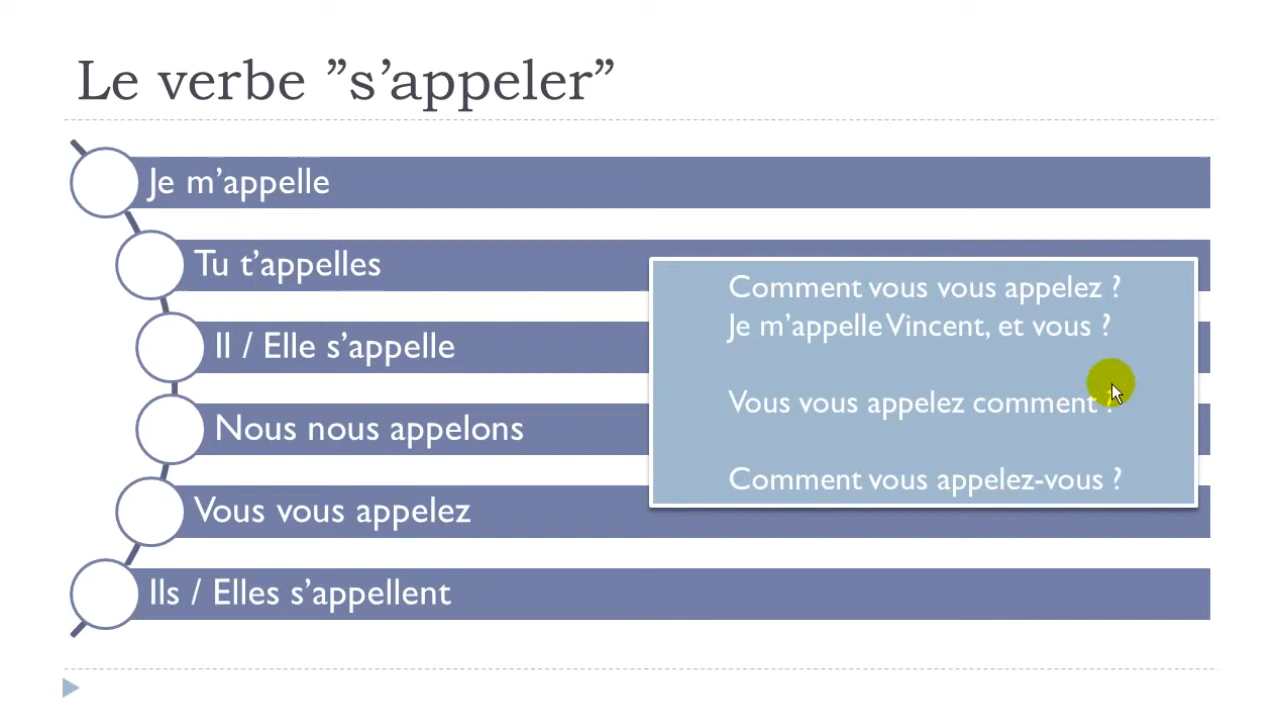 Le verbe ”s’appeler”
Je m’appelle
Tu t’appelles
Il / Elle s’appelle
Nous nous appelons
Vous vous appelez
Ils / Elles s’appellent
Comment vous vous appelez ?
Je m’appelle Vincent, et vous ?
Vous vous appelez comment ?
Comment vous appelez-vous ?